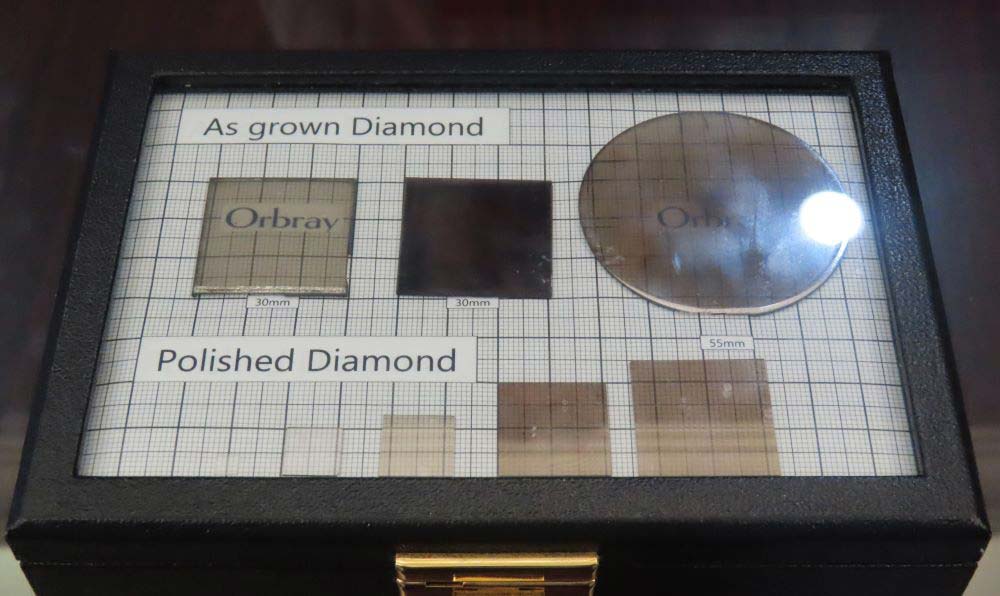 As grown Diamond
Orbray
Orbray
30mm
30mm
55mm
Polished Diamond